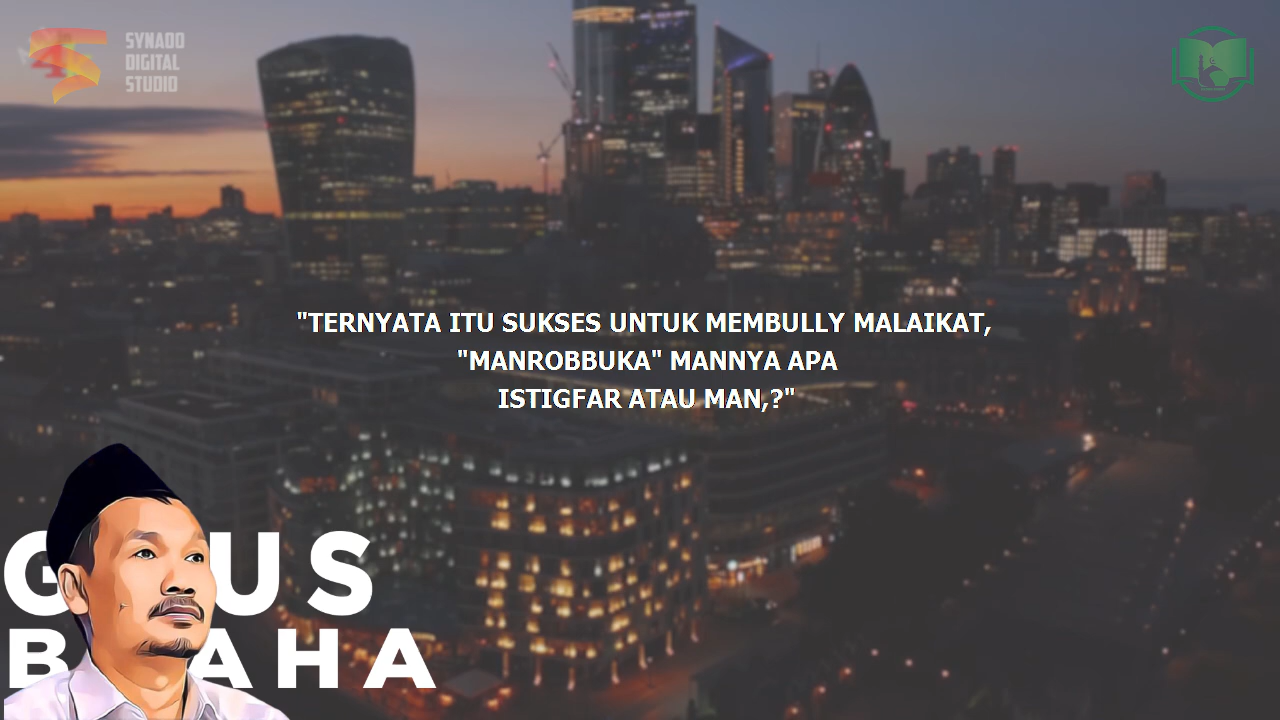 SYNADO
DIGITAL
STUDIO
"TERNYATA ITU SUKSES UNTUK MEMBULLY MALAIKAT,
"MANROBBUKA" MANNYA APA
ISTIGFAR ATAU MAN,?"
GUS
BAHA